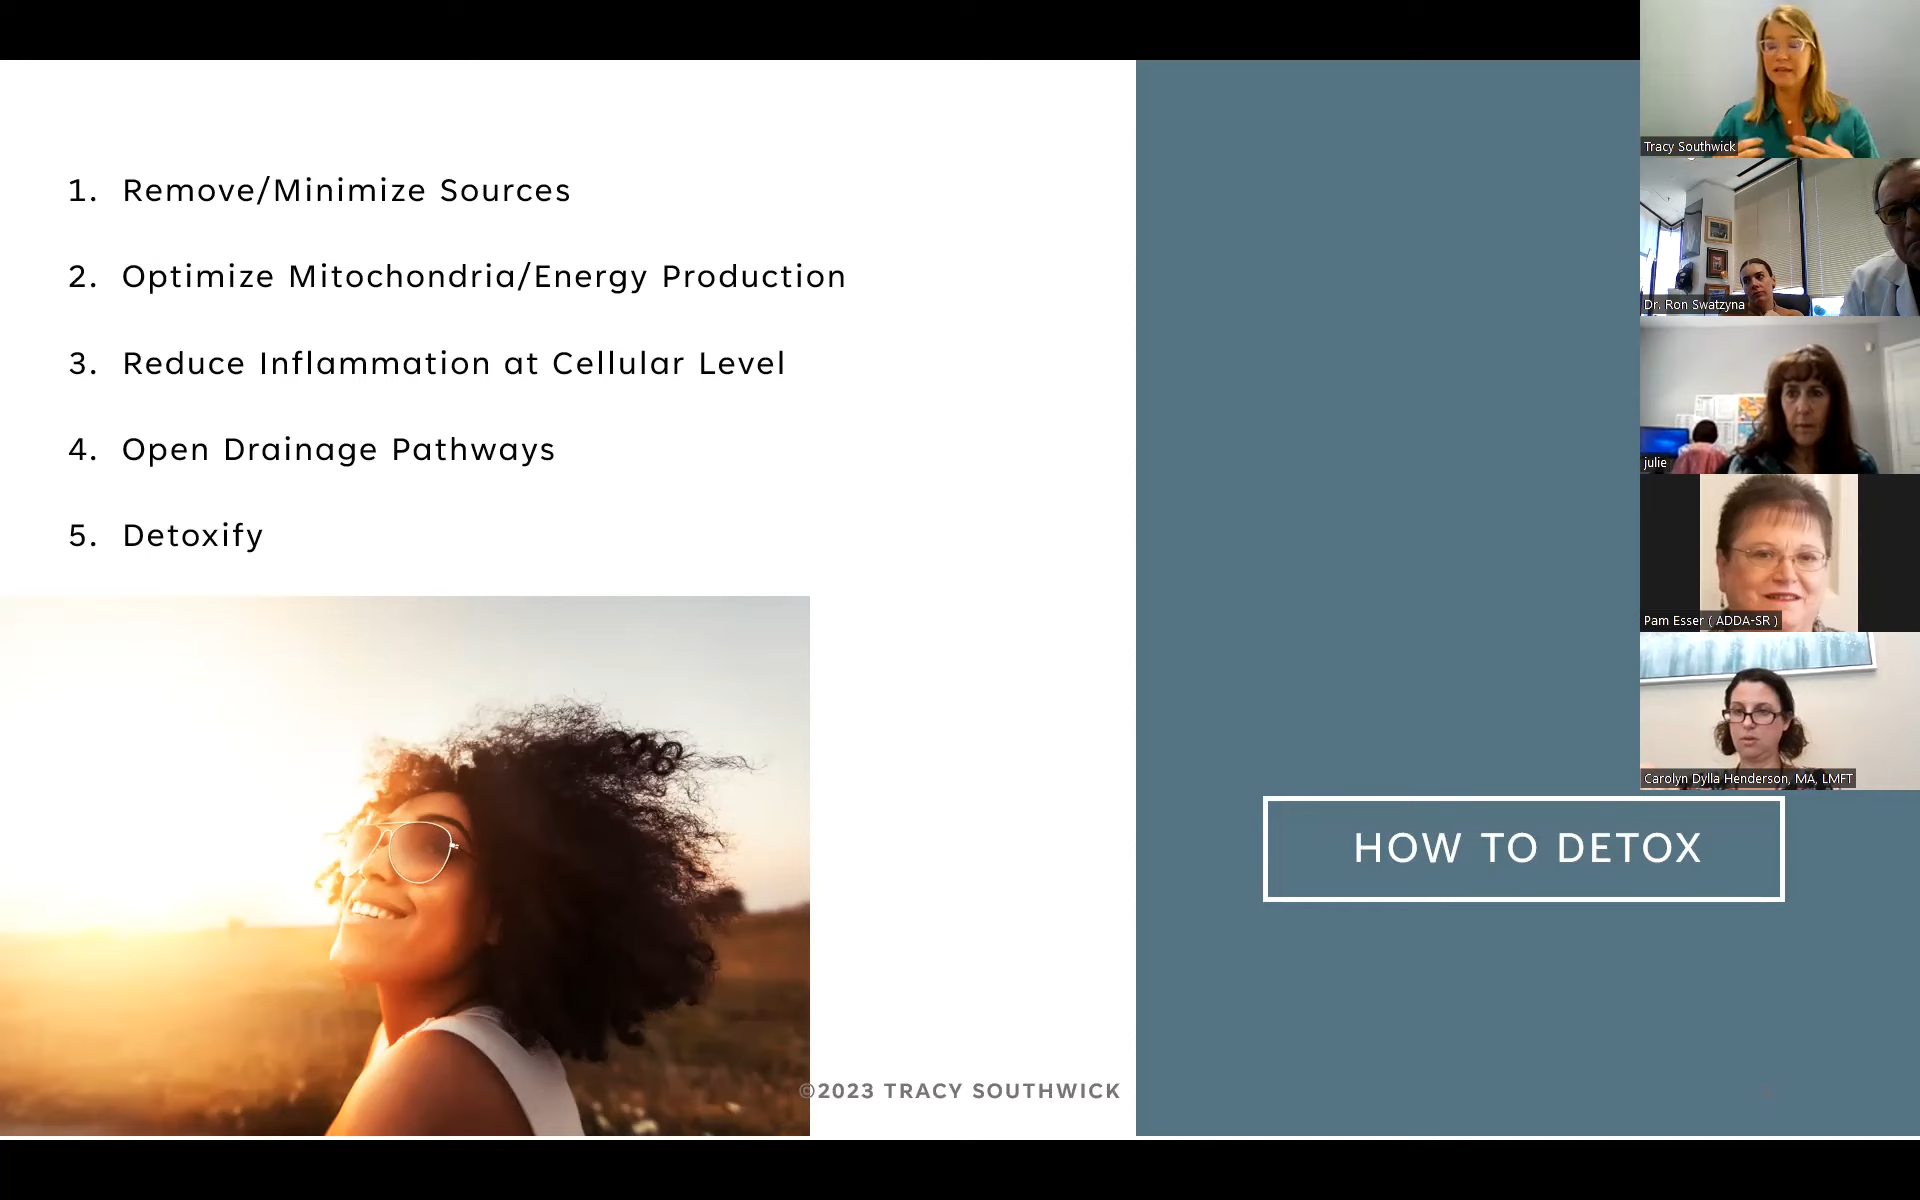 1. Remove/Minimize Sources
2. Optimize Mitochondria/Energy Production
3. Reduce Inflammation at Cellular Level
4. Open Drainage Pathways
5. Detoxify
©2023 TRACY SOUTHWICK
HOW TO DETOX
Tracy Southwick
Dr. Ron Swatzyna
julie
Pam Esser ( ADDA-SR )
Carolyn Dylla Henderson, MA, LMFT